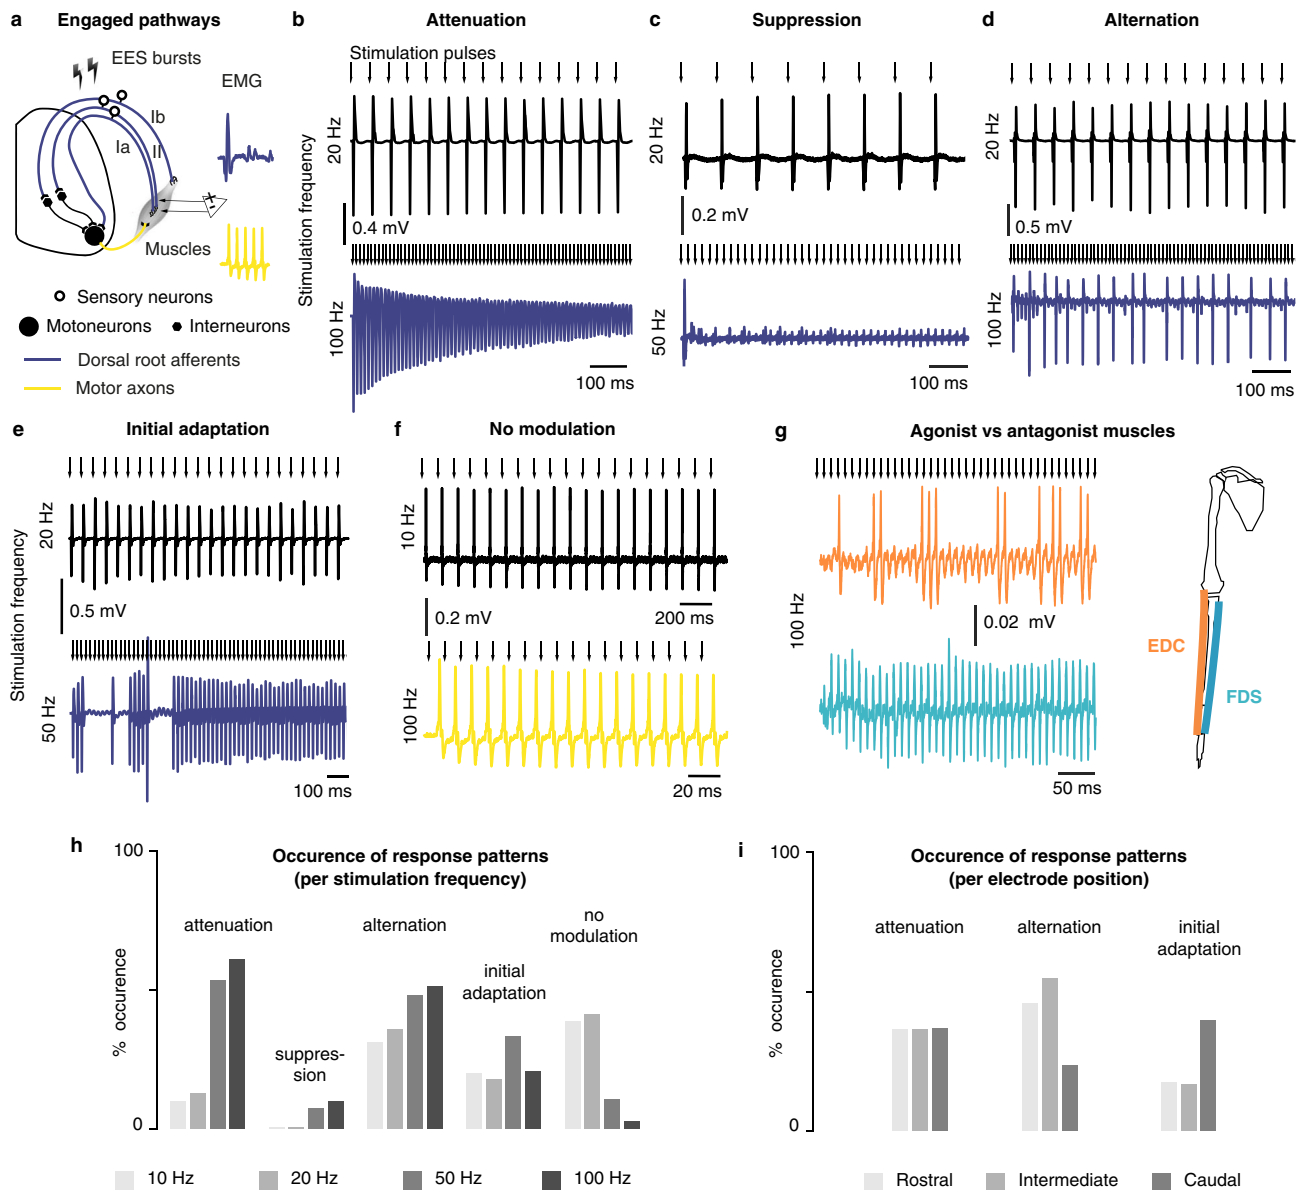 a Engaged pathways
EES bursts
EMG
Ib
Ia
II
+
-
Muscles
Sensory neurons
Motoneurons
Interneurons
Dorsal root afferents
Motor axons
b Attenuation
Stimulation pulses
Stimulation frequency
20 Hz
0.4 mV
100 Hz
100 ms
c Suppression
20 Hz
0.2 mV
50 Hz
100 ms
d Alternation
20 Hz
0.5 mV
100 Hz
100 ms
e Initial adaptation
Stimulation frequency
20 Hz
0.5 mV
50 Hz
100 ms
f No modulation
10 Hz
0.2 mV
200 ms
100 Hz
20 ms
g Agonist vs antagonist muscles
100 Hz
0.02 mV
50 ms
EDC
FDS
h
Occurence of response patterns
(per stimulation frequency)
100
% occurence
0
attenuation
suppres-
sion
alternation
initial
adaptation
no
modulation
10 Hz
20 Hz
50 Hz
100 Hz
i
Occurence of response patterns
(per electrode position)
100
% occurence
0
attenuation
alternation
initial
adaptation
Rostral
Intermediate
Caudal